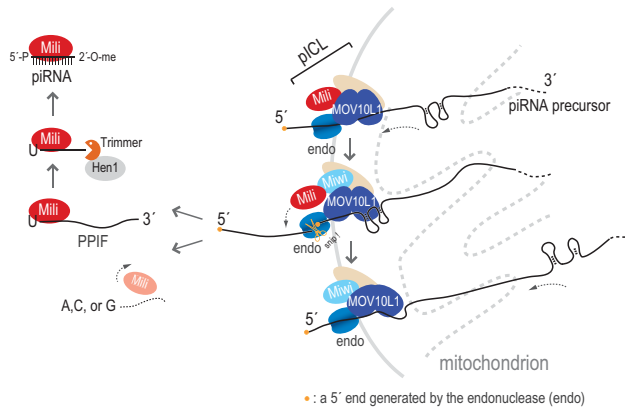 Mili
5´-P
2´-O-me
piRNA
pICL
Mili
MOV10L1
5´
endo
3´
piRNA precursor
Mili
U
Trimmer
Hen1
Miwi
Mili
MOV10L1
Mili
U
3´
PPIF
5´
endo
snip!
Mili
A,C, or G
Miwi
MOV10L1
5´
endo
mitochondrion
• : a 5´ end generated by the endonuclease (endo)